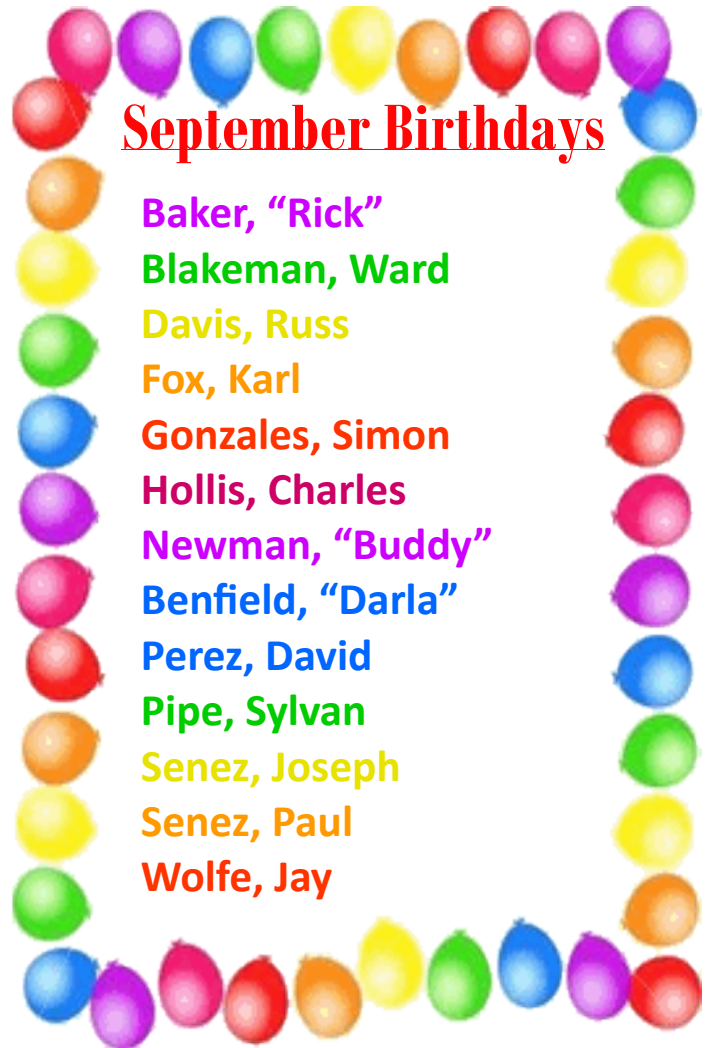 September Birthdays
Baker, “Rick”
Blakeman, Ward
Davis, Russ
Fox, Karl
Gonzales, Simon
Hollis, Charles
Newman, “Buddy”
Benfield, “Darla”
Perez, David
Pipe, Sylvan
Senez, Joseph
Senez, Paul
Wolfe, Jay